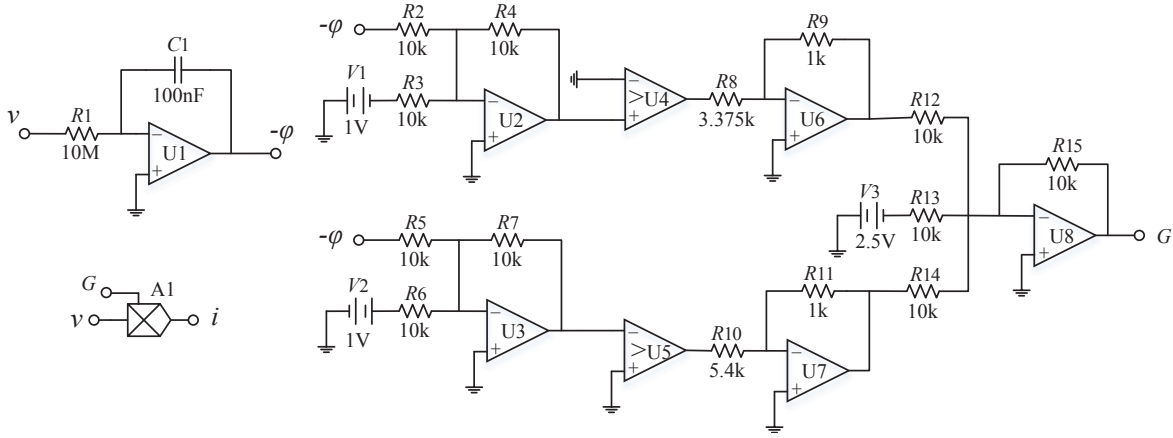 v
R1
10M
C1
100nF
U1
-φ
G
A1
v
i
-φ
R2
10k
R4
10k
V1
1V
R3
10k
U2
>U4
R8
3.375k
R9
1k
U6
R12
10k
-φ
R5
10k
R7
10k
V2
1V
R6
10k
U3
>U5
R10
5.4k
R11
1k
U7
R14
10k
V3
2.5V
R13
10k
R15
10k
U8
G